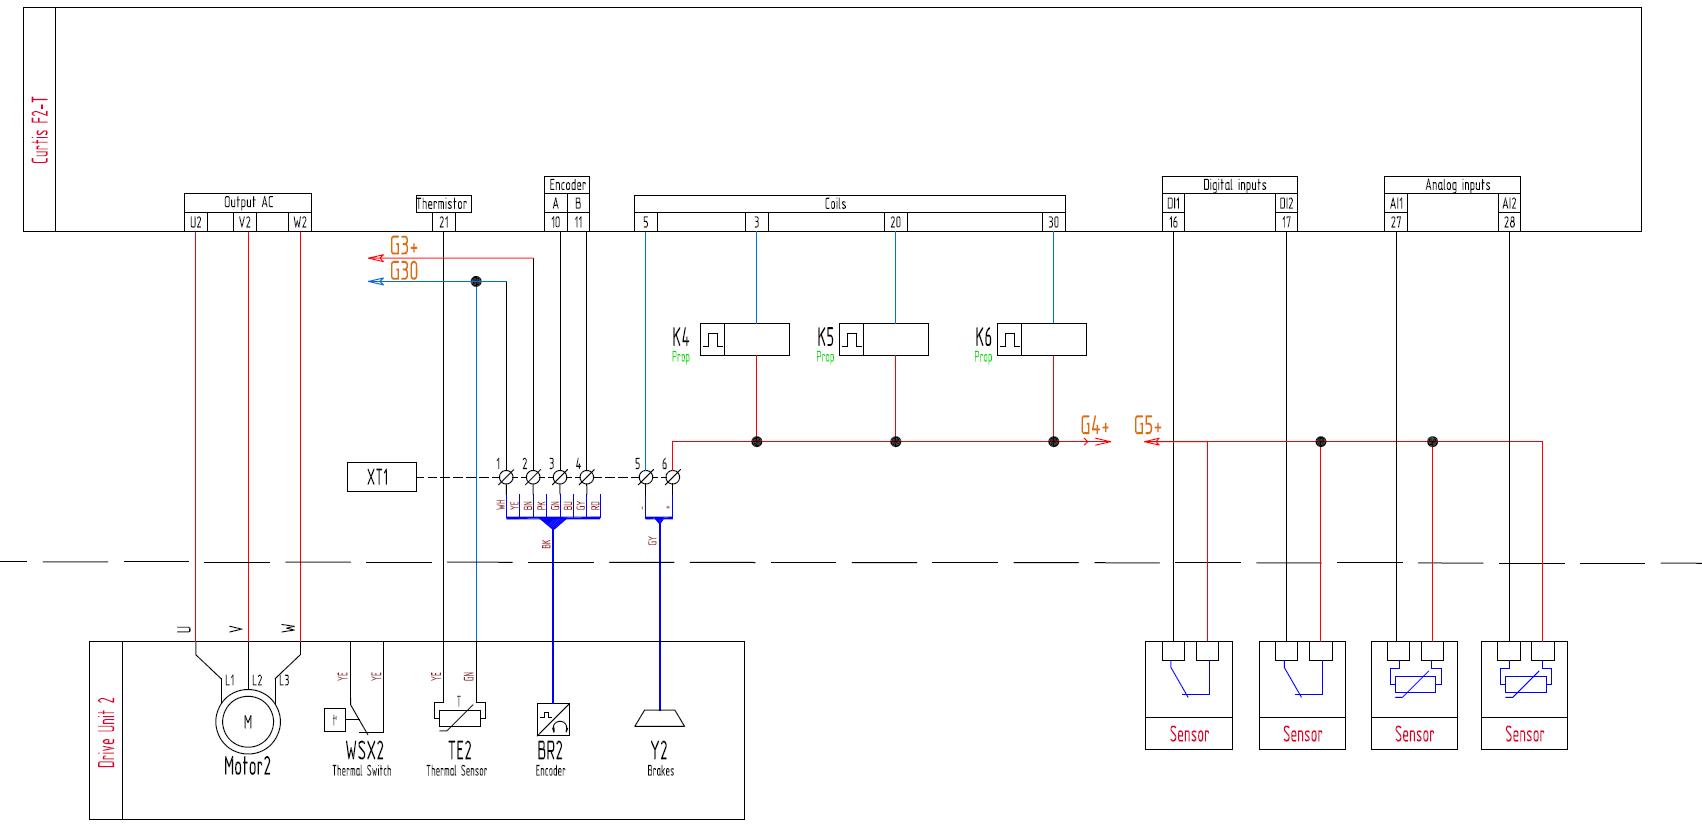 Curtis F2-T
Output AC
U2 V2 W2
Thermistor
21
Encoder
A B
10 11
Coils
5 3 20 30
Digital inputs
DI1 DI2
16 17
Analog inputs
AI1 AI2
27 28
G3+
G30
K4
Prop
K5
Prop
K6
Prop
G4+
G5+
XT1
1 2 3 4 5 6
WH YE BN PK GN BU GY RD
- +
BK
GY
U V W
Drive Unit 2
L1 L2 L3
M
Motor2
YE YE
WSX2
Thermal Switch
YE GN
T
TE2
Thermal Sensor
BR2
Encoder
Y2
Brakes
Sensor
Sensor
Sensor
Sensor